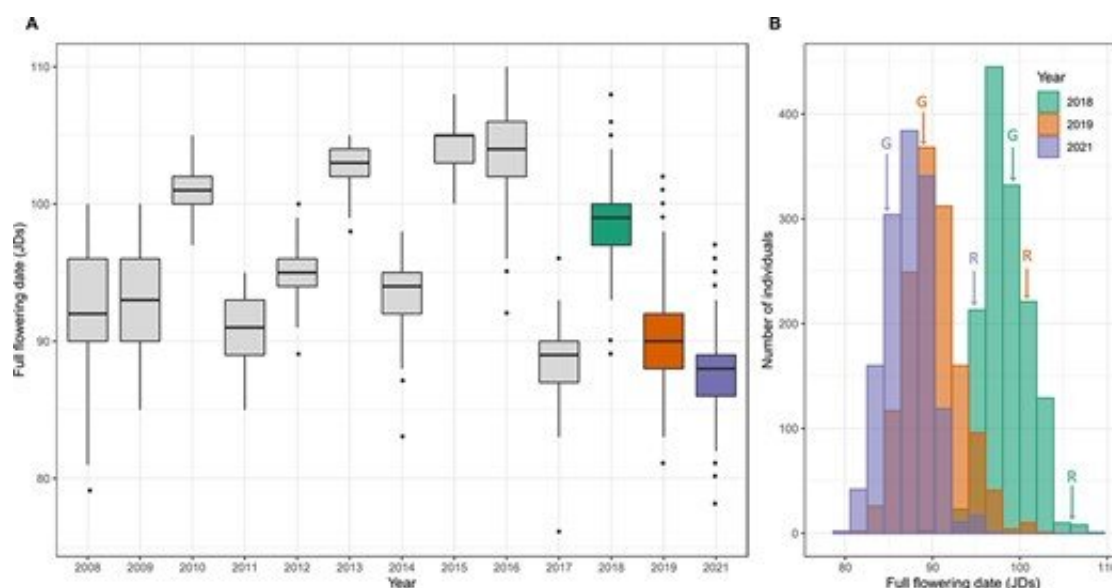 A
Full flowering date (JDs)
110
100
90
80
2008 2009 2010 2011 2012 2013 2014 2015 2016 2017 2018 2019 2021
Year
B
Number of individuals
400
300
200
100
0
G
G
G
R
R
R
Year
2018
2019
2021
80 90 100 110
Full flowering date (JDs)